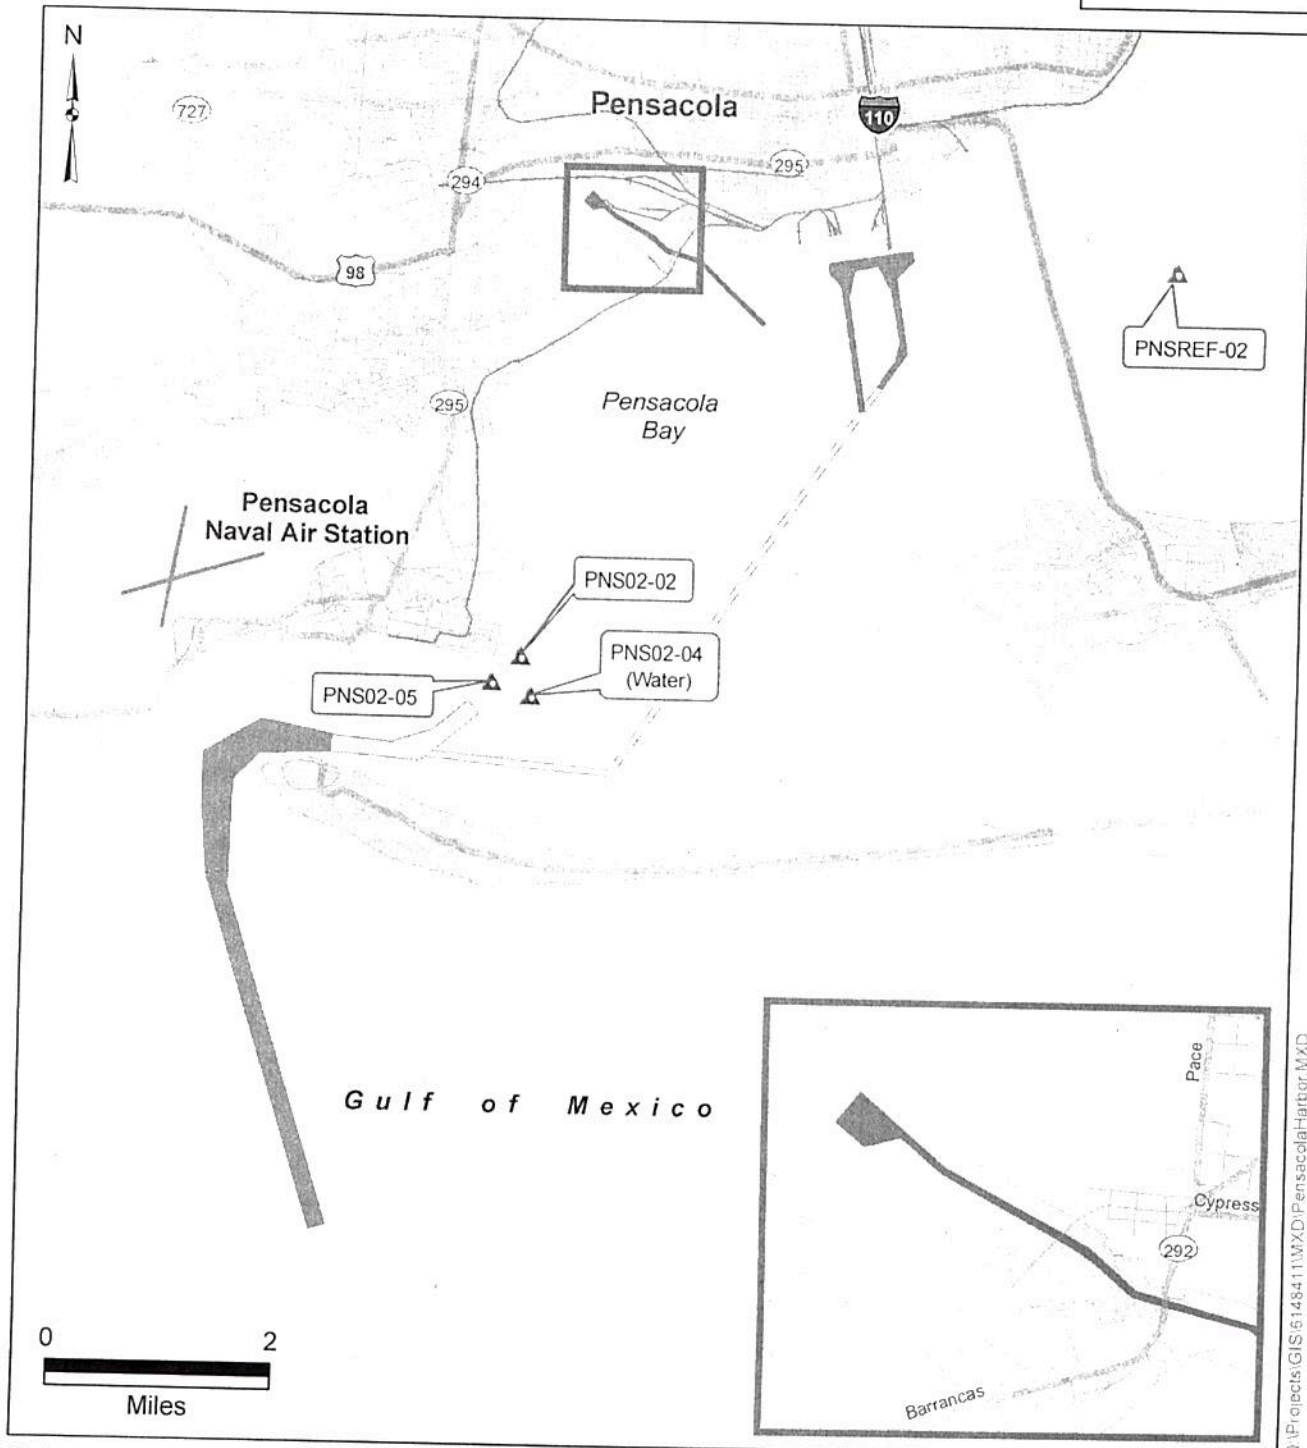 N
727
Pensacola
110
294
295
98
PNSREF-02
295
Pensacola
Bay
Pensacola
Naval Air Station
PNS02-02
PNS02-04
(Water)
PNS02-05
Gulf of Mexico
0 2
Miles
Pace
Cypress
292
Barrancas
\Projects\GIS\6148411\MXD\PensacolaHarbor.MXD